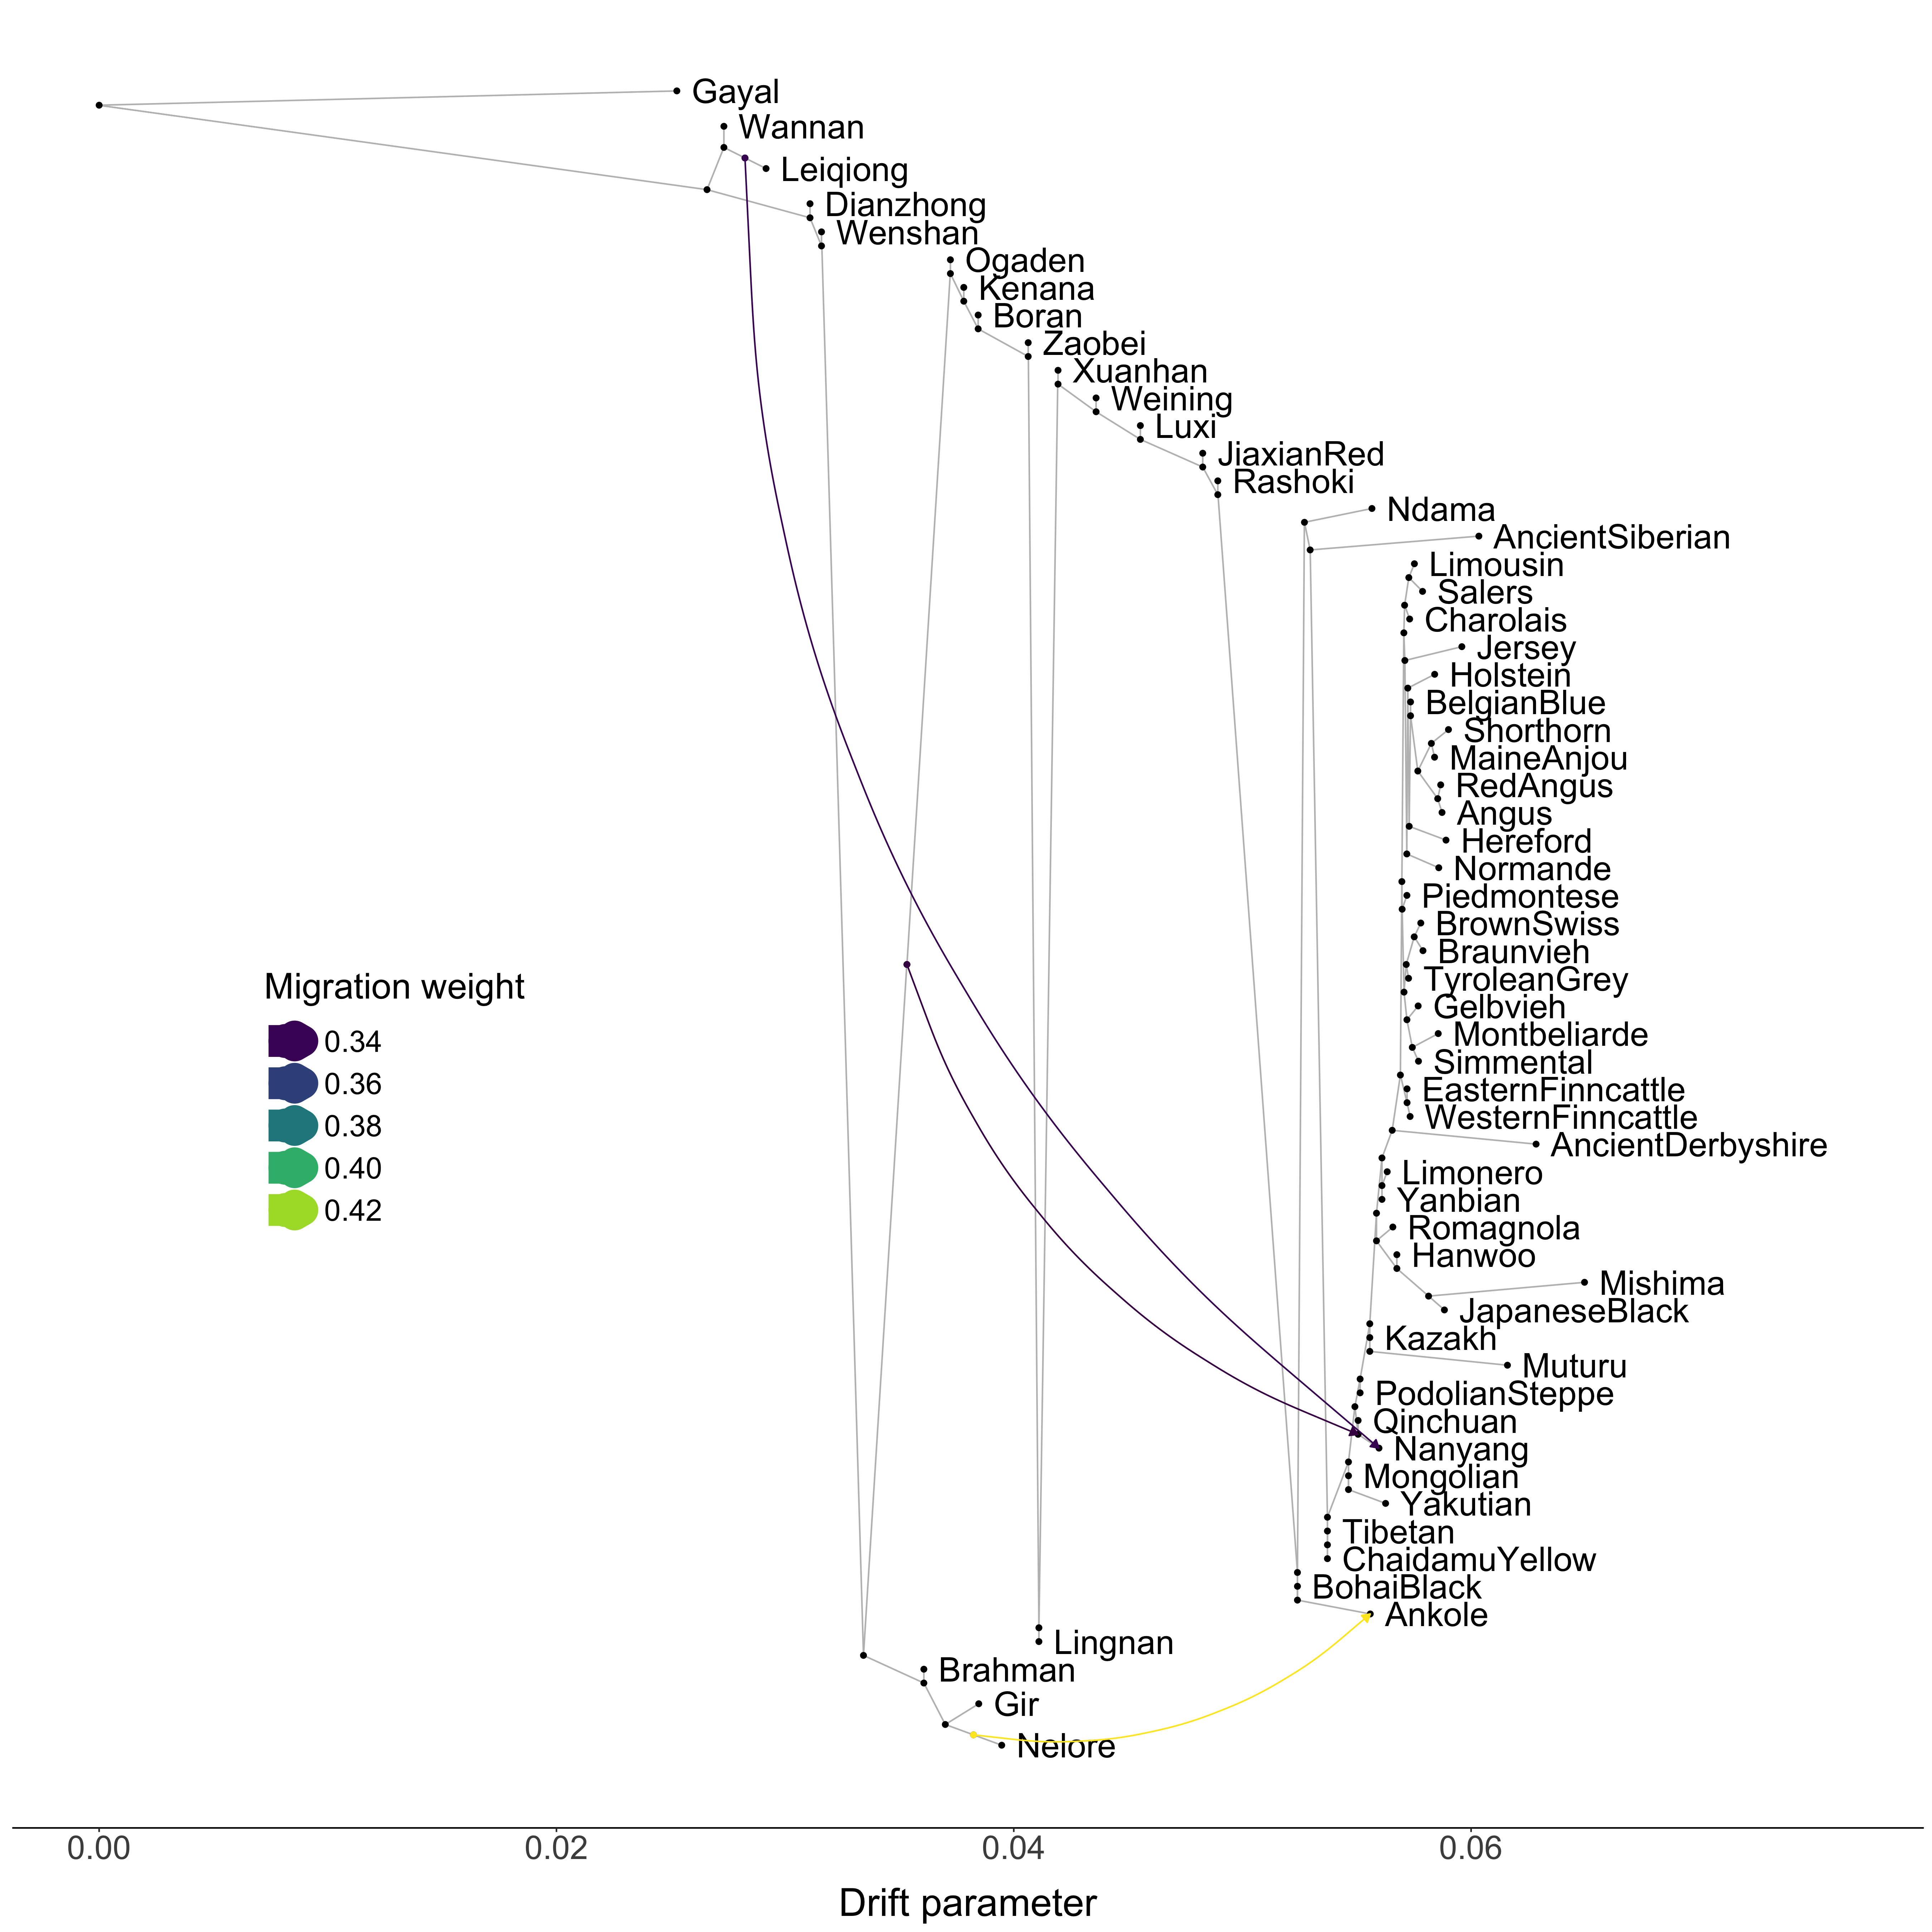 Gayal
Wannan
Leiqiong
Dianzhong
Wenshan
Ogaden
Kenana
Boran
Zaobei
Xuanhan
Weining
Luxi
JiaxianRed
Rashoki
Ndama
AncientSiberian
Limousin
Salers
Charolais
Jersey
Holstein
BelgianBlue
Shorthorn
MaineAnjou
RedAngus
Angus
Hereford
Normande
Piedmontese
BrownSwiss
Braunvieh
TyroleanGrey
Gelbvieh
Montbeliarde
Simmental
EasternFinncattle
WesternFinncattle
AncientDerbyshire
Limonero
Yanbian
Romagnola
Hanwoo
Mishima
JapaneseBlack
Kazakh
Muturu
PodolianSteppe
Qinchuan
Nanyang
Mongolian
Yakutian
Tibetan
ChaidamuYellow
BohaiBlack
Ankole
Lingnan
Brahman
Gir
Nelore
Migration weight
0.34
0.36
0.38
0.40
0.42
0.00 0.02 0.04 0.06
Drift parameter